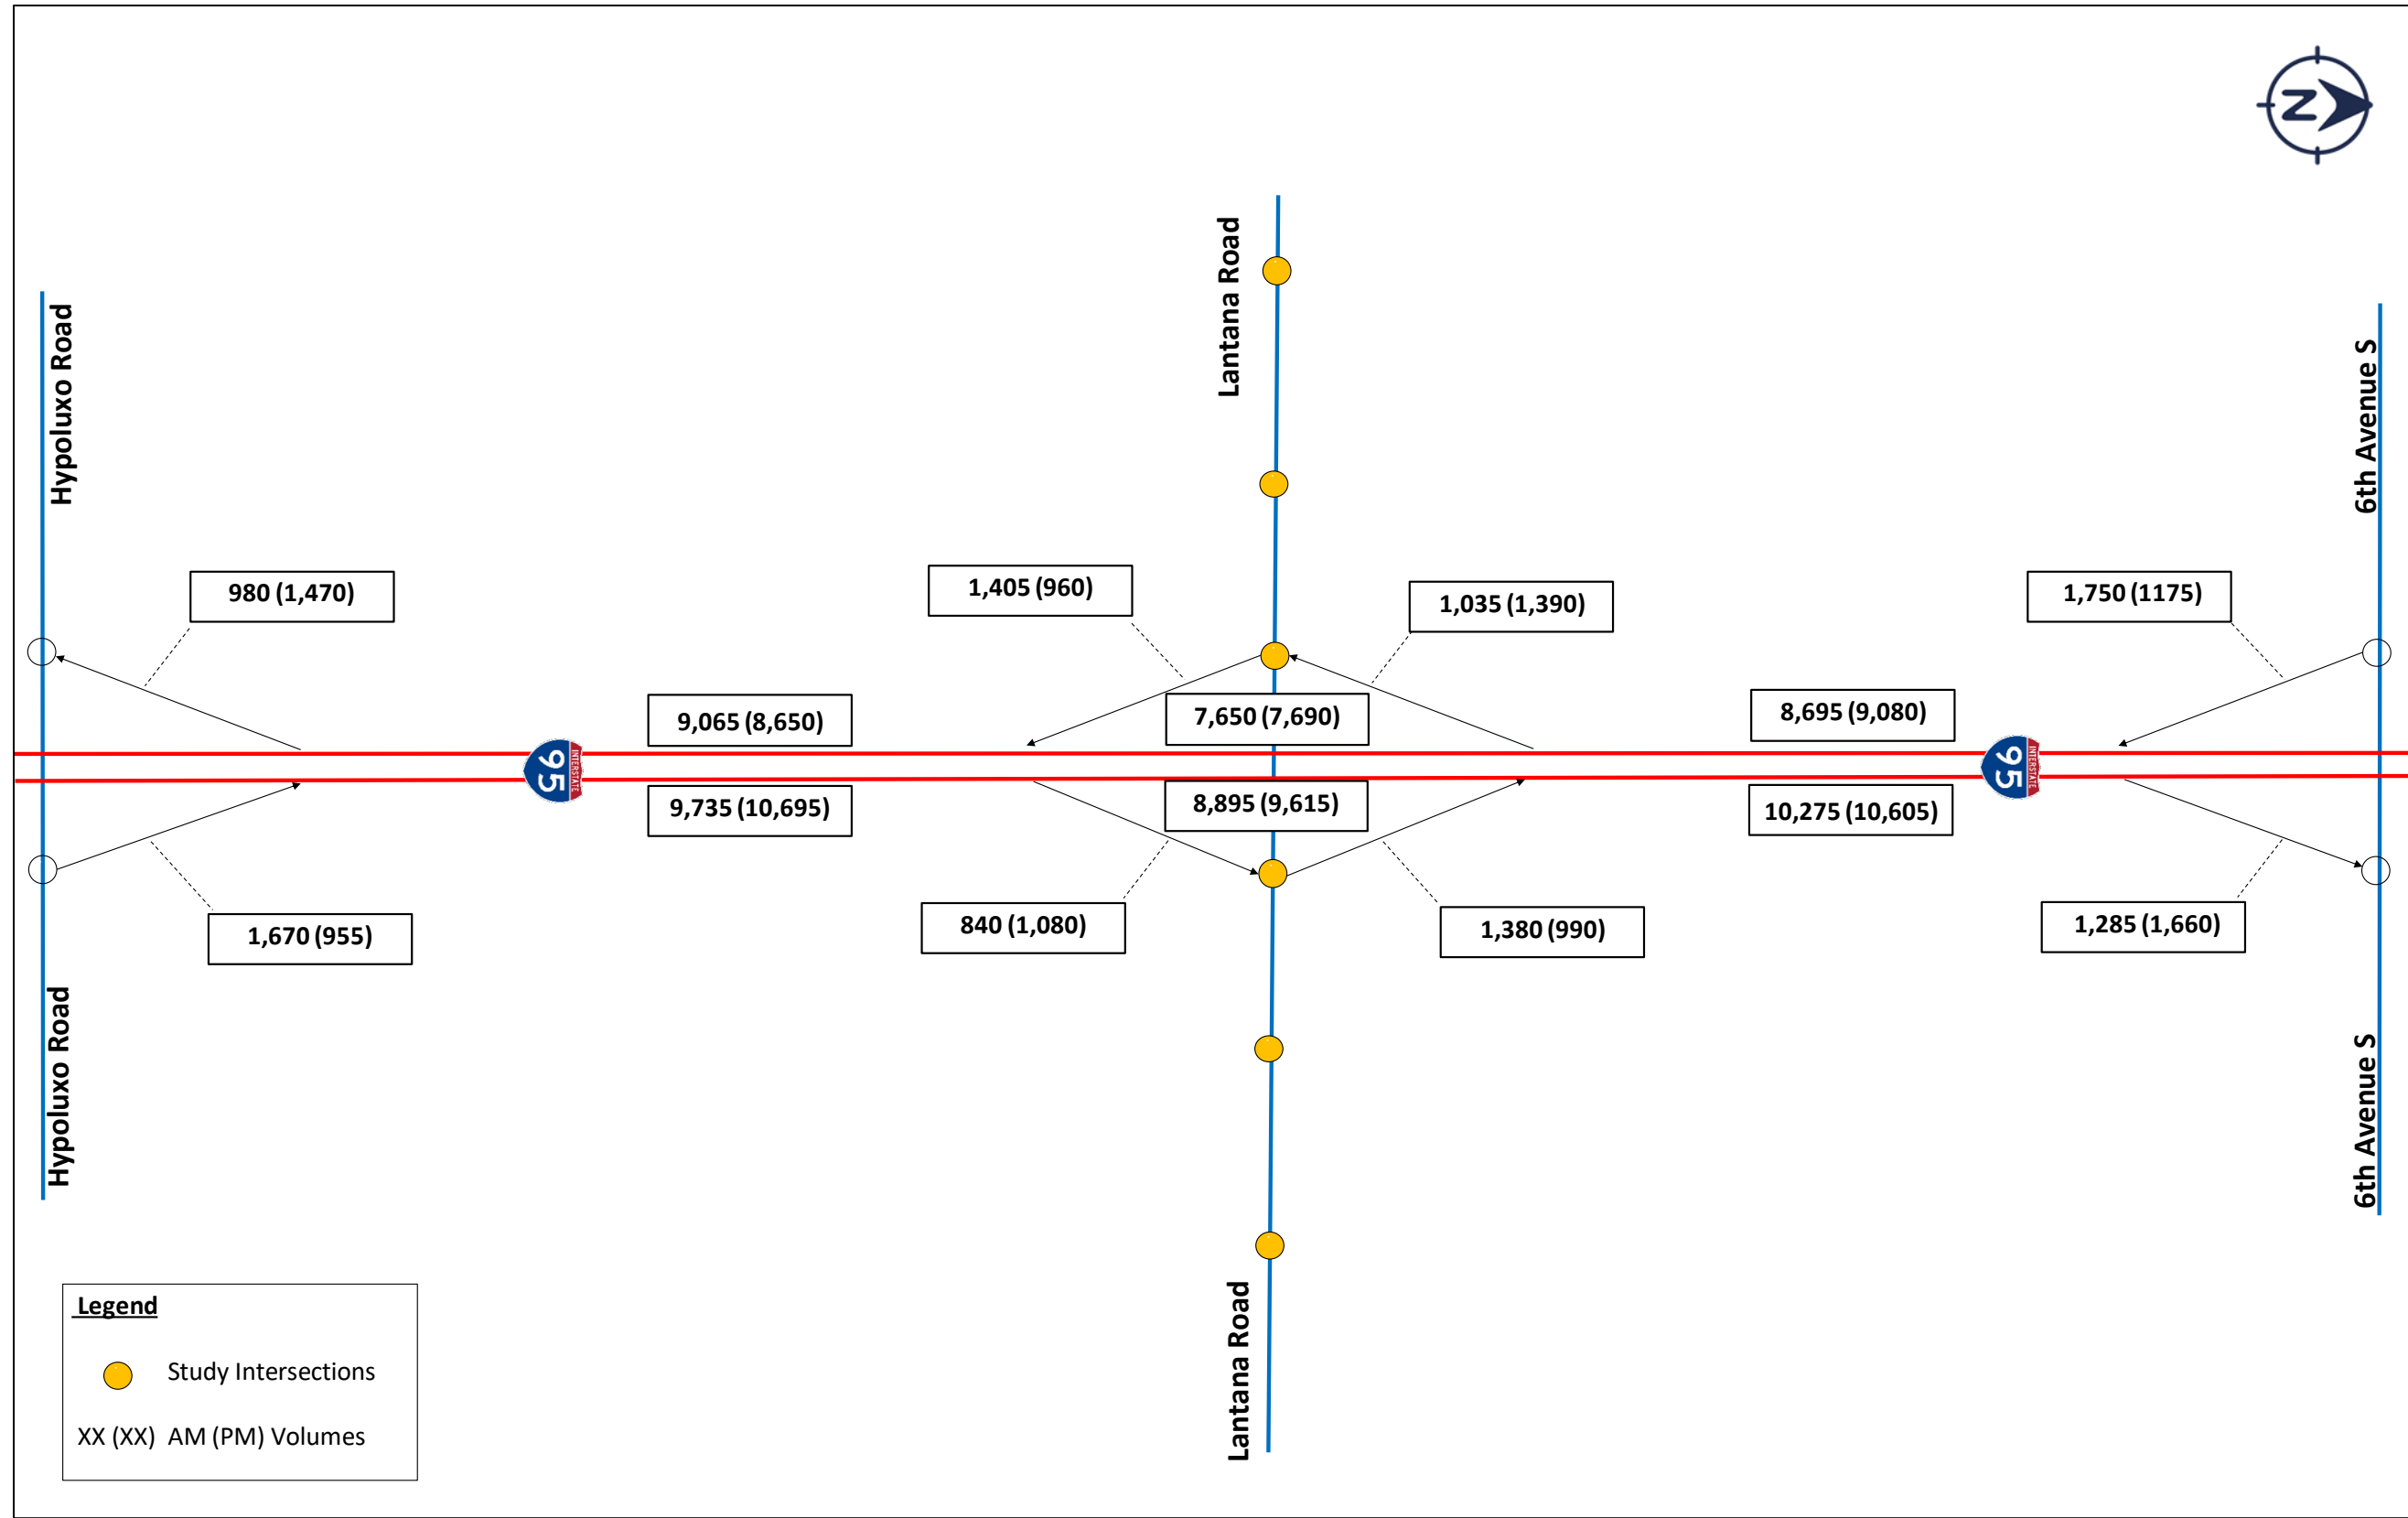 N
Lantana Road
Hypoluxo Road
6th Avenue S
980 (1,470)
1,405 (960)
1,035 (1,390)
1,750 (1175)
9,065 (8,650)
7,650 (7,690)
8,695 (9,080)
INTERSTATE
95
INTERSTATE
95
9,735 (10,695)
8,895 (9,615)
10,275 (10,605)
1,670 (955)
840 (1,080)
1,380 (990)
1,285 (1,660)
Hypoluxo Road
6th Avenue S
Lantana Road
Legend
Study Intersections
XX (XX) AM (PM) Volumes